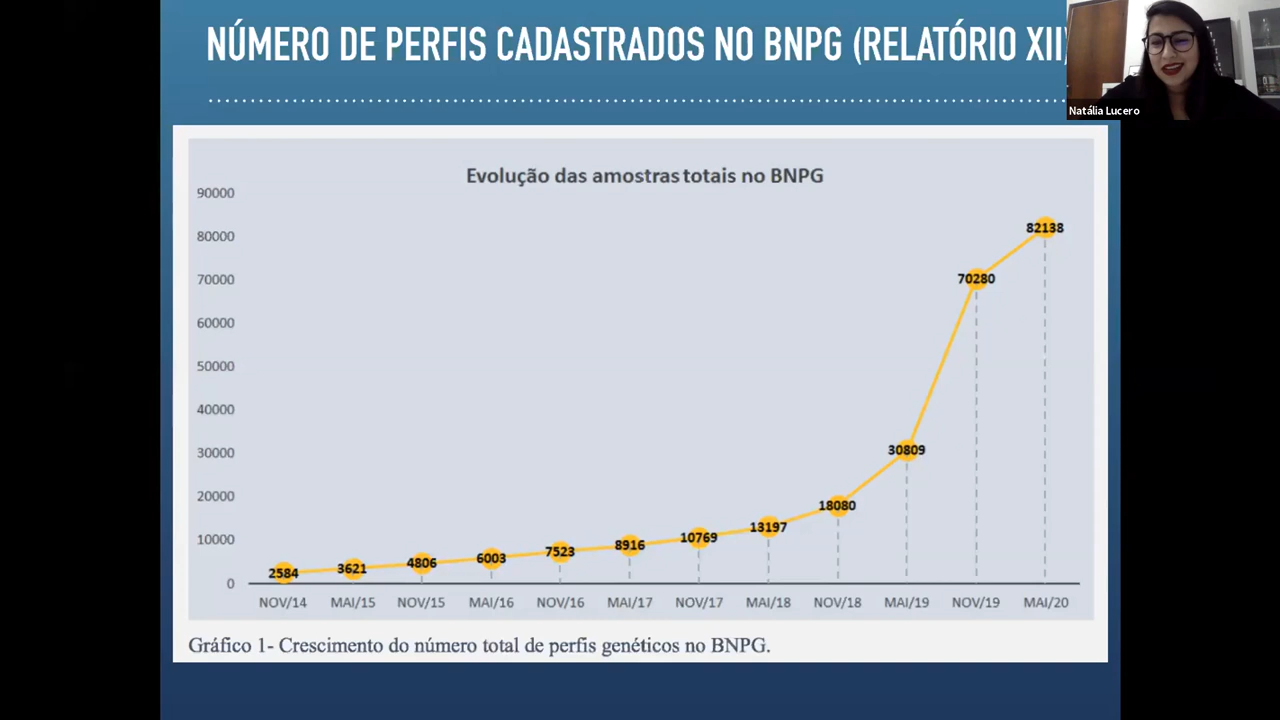 NÚMERO DE PERFIS CADASTRADOS NO BNPG (RELATÓRIO XII)
Natália Lucero
Evolução das amostras totais no BNPG
90000
80000
70000
60000
50000
40000
30000
20000
10000
0
2584 3621 4806 6003 7523 8916 10769 13197 18080 30809 70280 82138
NOV/14 MAI/15 NOV/15 MAI/16 NOV/16 MAI/17 NOV/17 MAI/18 NOV/18 MAI/19 NOV/19 MAI/20
Gráfico 1- Crescimento do número total de perfis genéticos no BNPG.